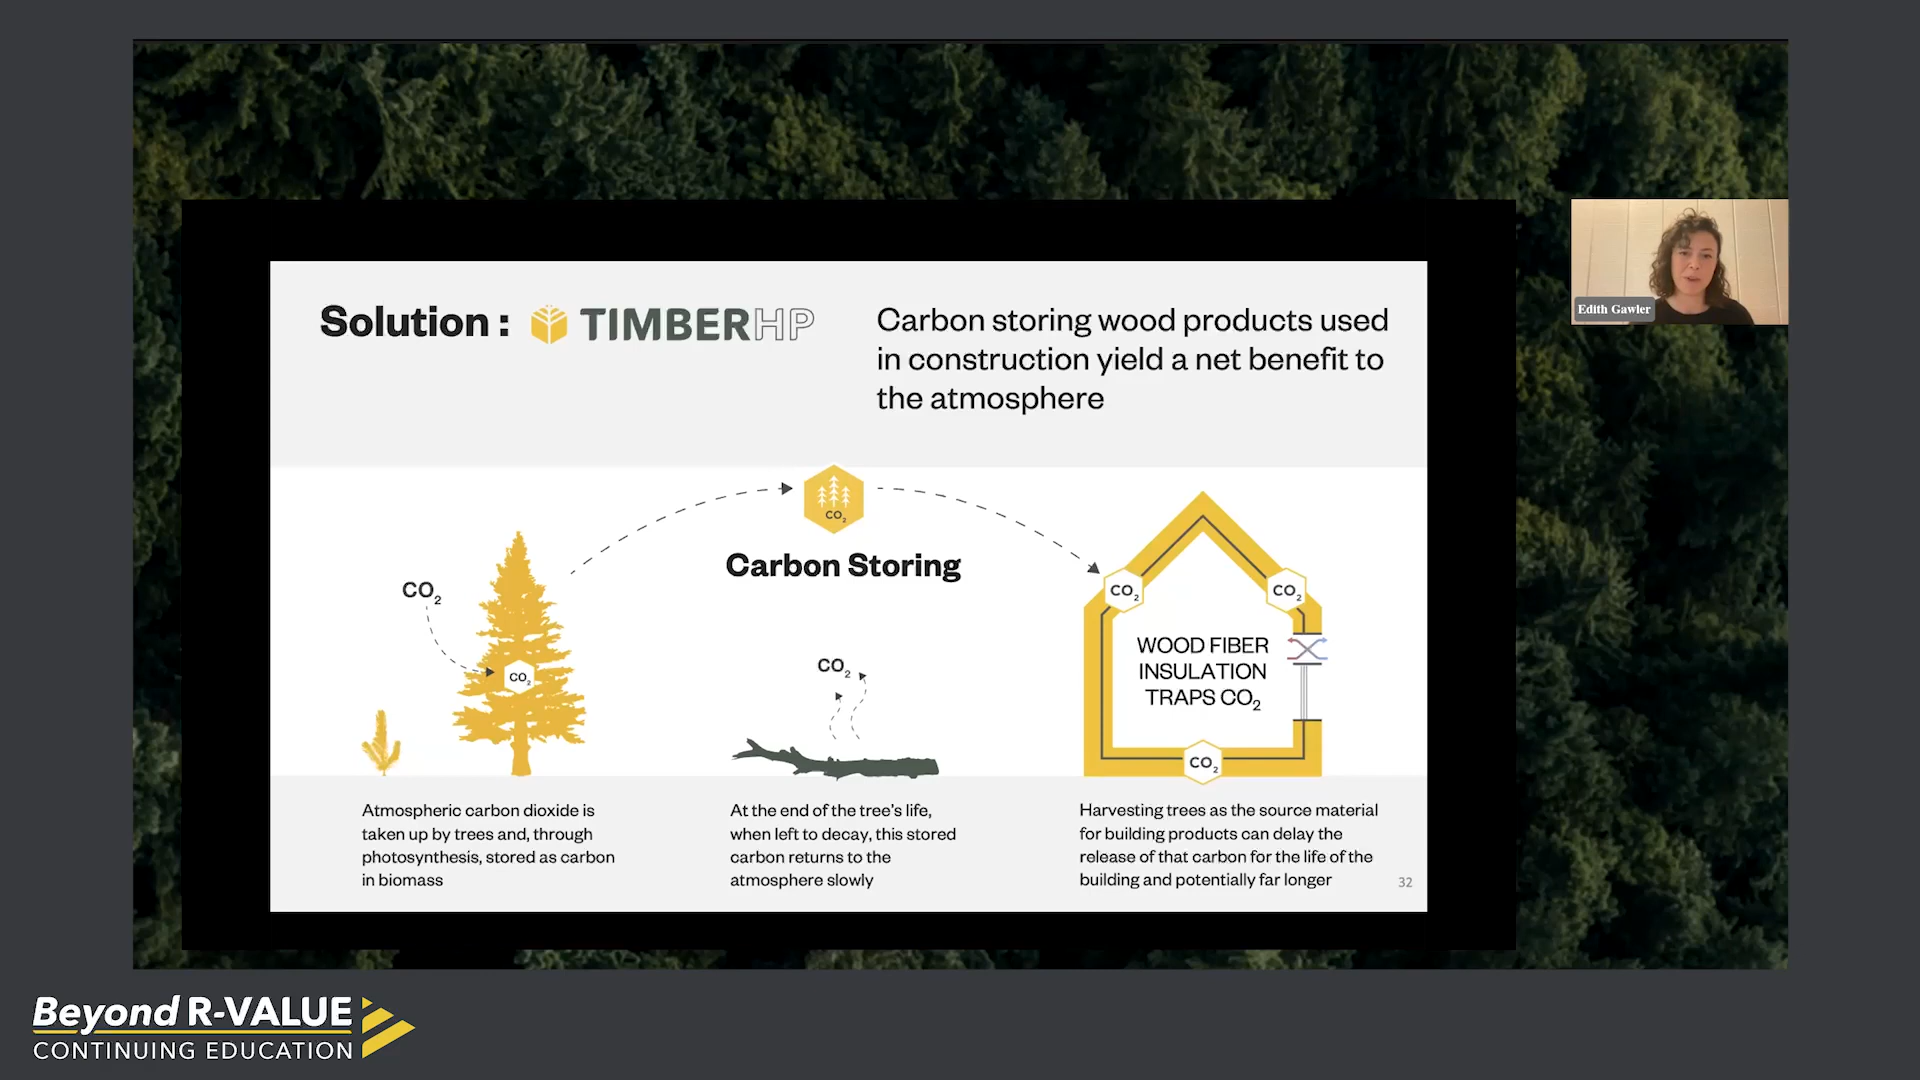 Solution : TIMBERHP
Carbon storing wood products used
in construction yield a net benefit to
the atmosphere
Edith Gawler
CO2
Carbon Storing
CO2
CO2
CO2
CO2
CO2
WOOD FIBER
INSULATION
TRAPS CO2
CO2
Atmospheric carbon dioxide is
taken up by trees and, through
photosynthesis, stored as carbon
in biomass
At the end of the tree's life,
when left to decay, this stored
carbon returns to the
atmosphere slowly
Harvesting trees as the source material
for building products can delay the
release of that carbon for the life of the
building and potentially far longer
32
Beyond R-VALUE
CONTINUING EDUCATION